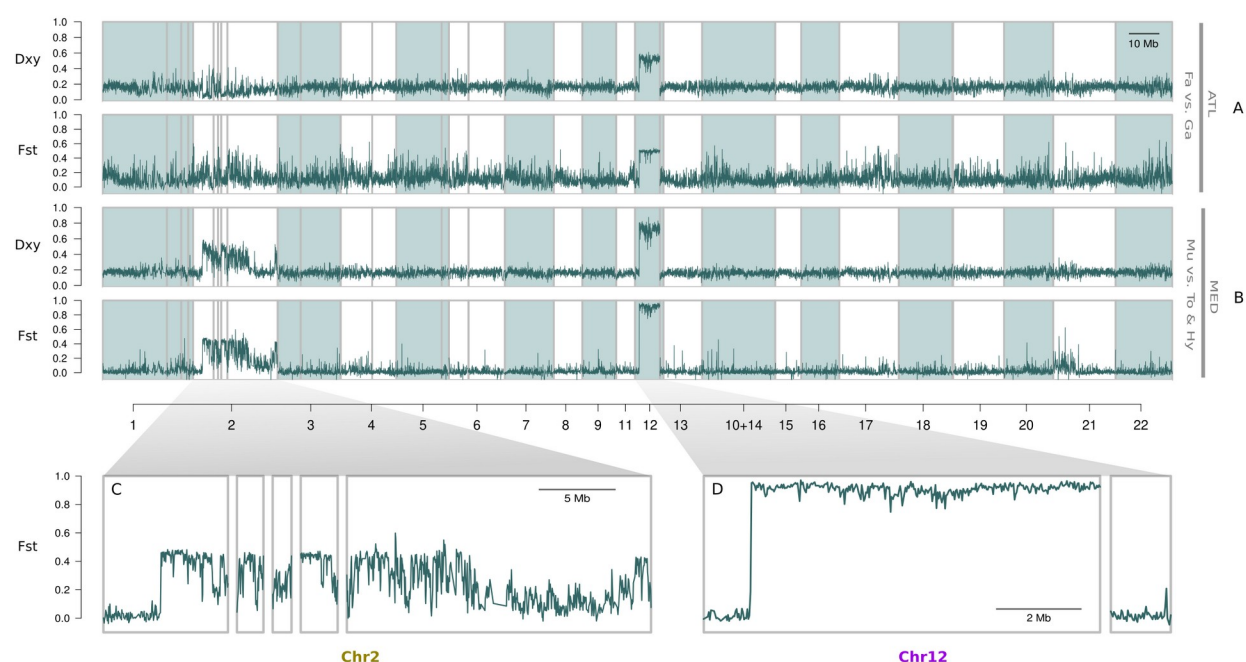 1.0
0.8
Dxy 0.6
0.4
0.2
0.0
10 Mb
1.0
0.8
Fst 0.6
0.4
0.2
0.0
Fa vs. Ga
ATL
A
1.0
0.8
Dxy 0.6
0.4
0.2
0.0
1.0
0.8
Fst 0.6
0.4
0.2
0.0
Mu vs. To & Hy
MED
B
1 2 3 4 5 6 7 8 9 11 12 13 10+14 15 16 17 18 19 20 21 22
1.0
0.8
0.6
Fst
0.4
0.2
0.0
C
5 Mb
D
2 Mb
Chr2
Chr12